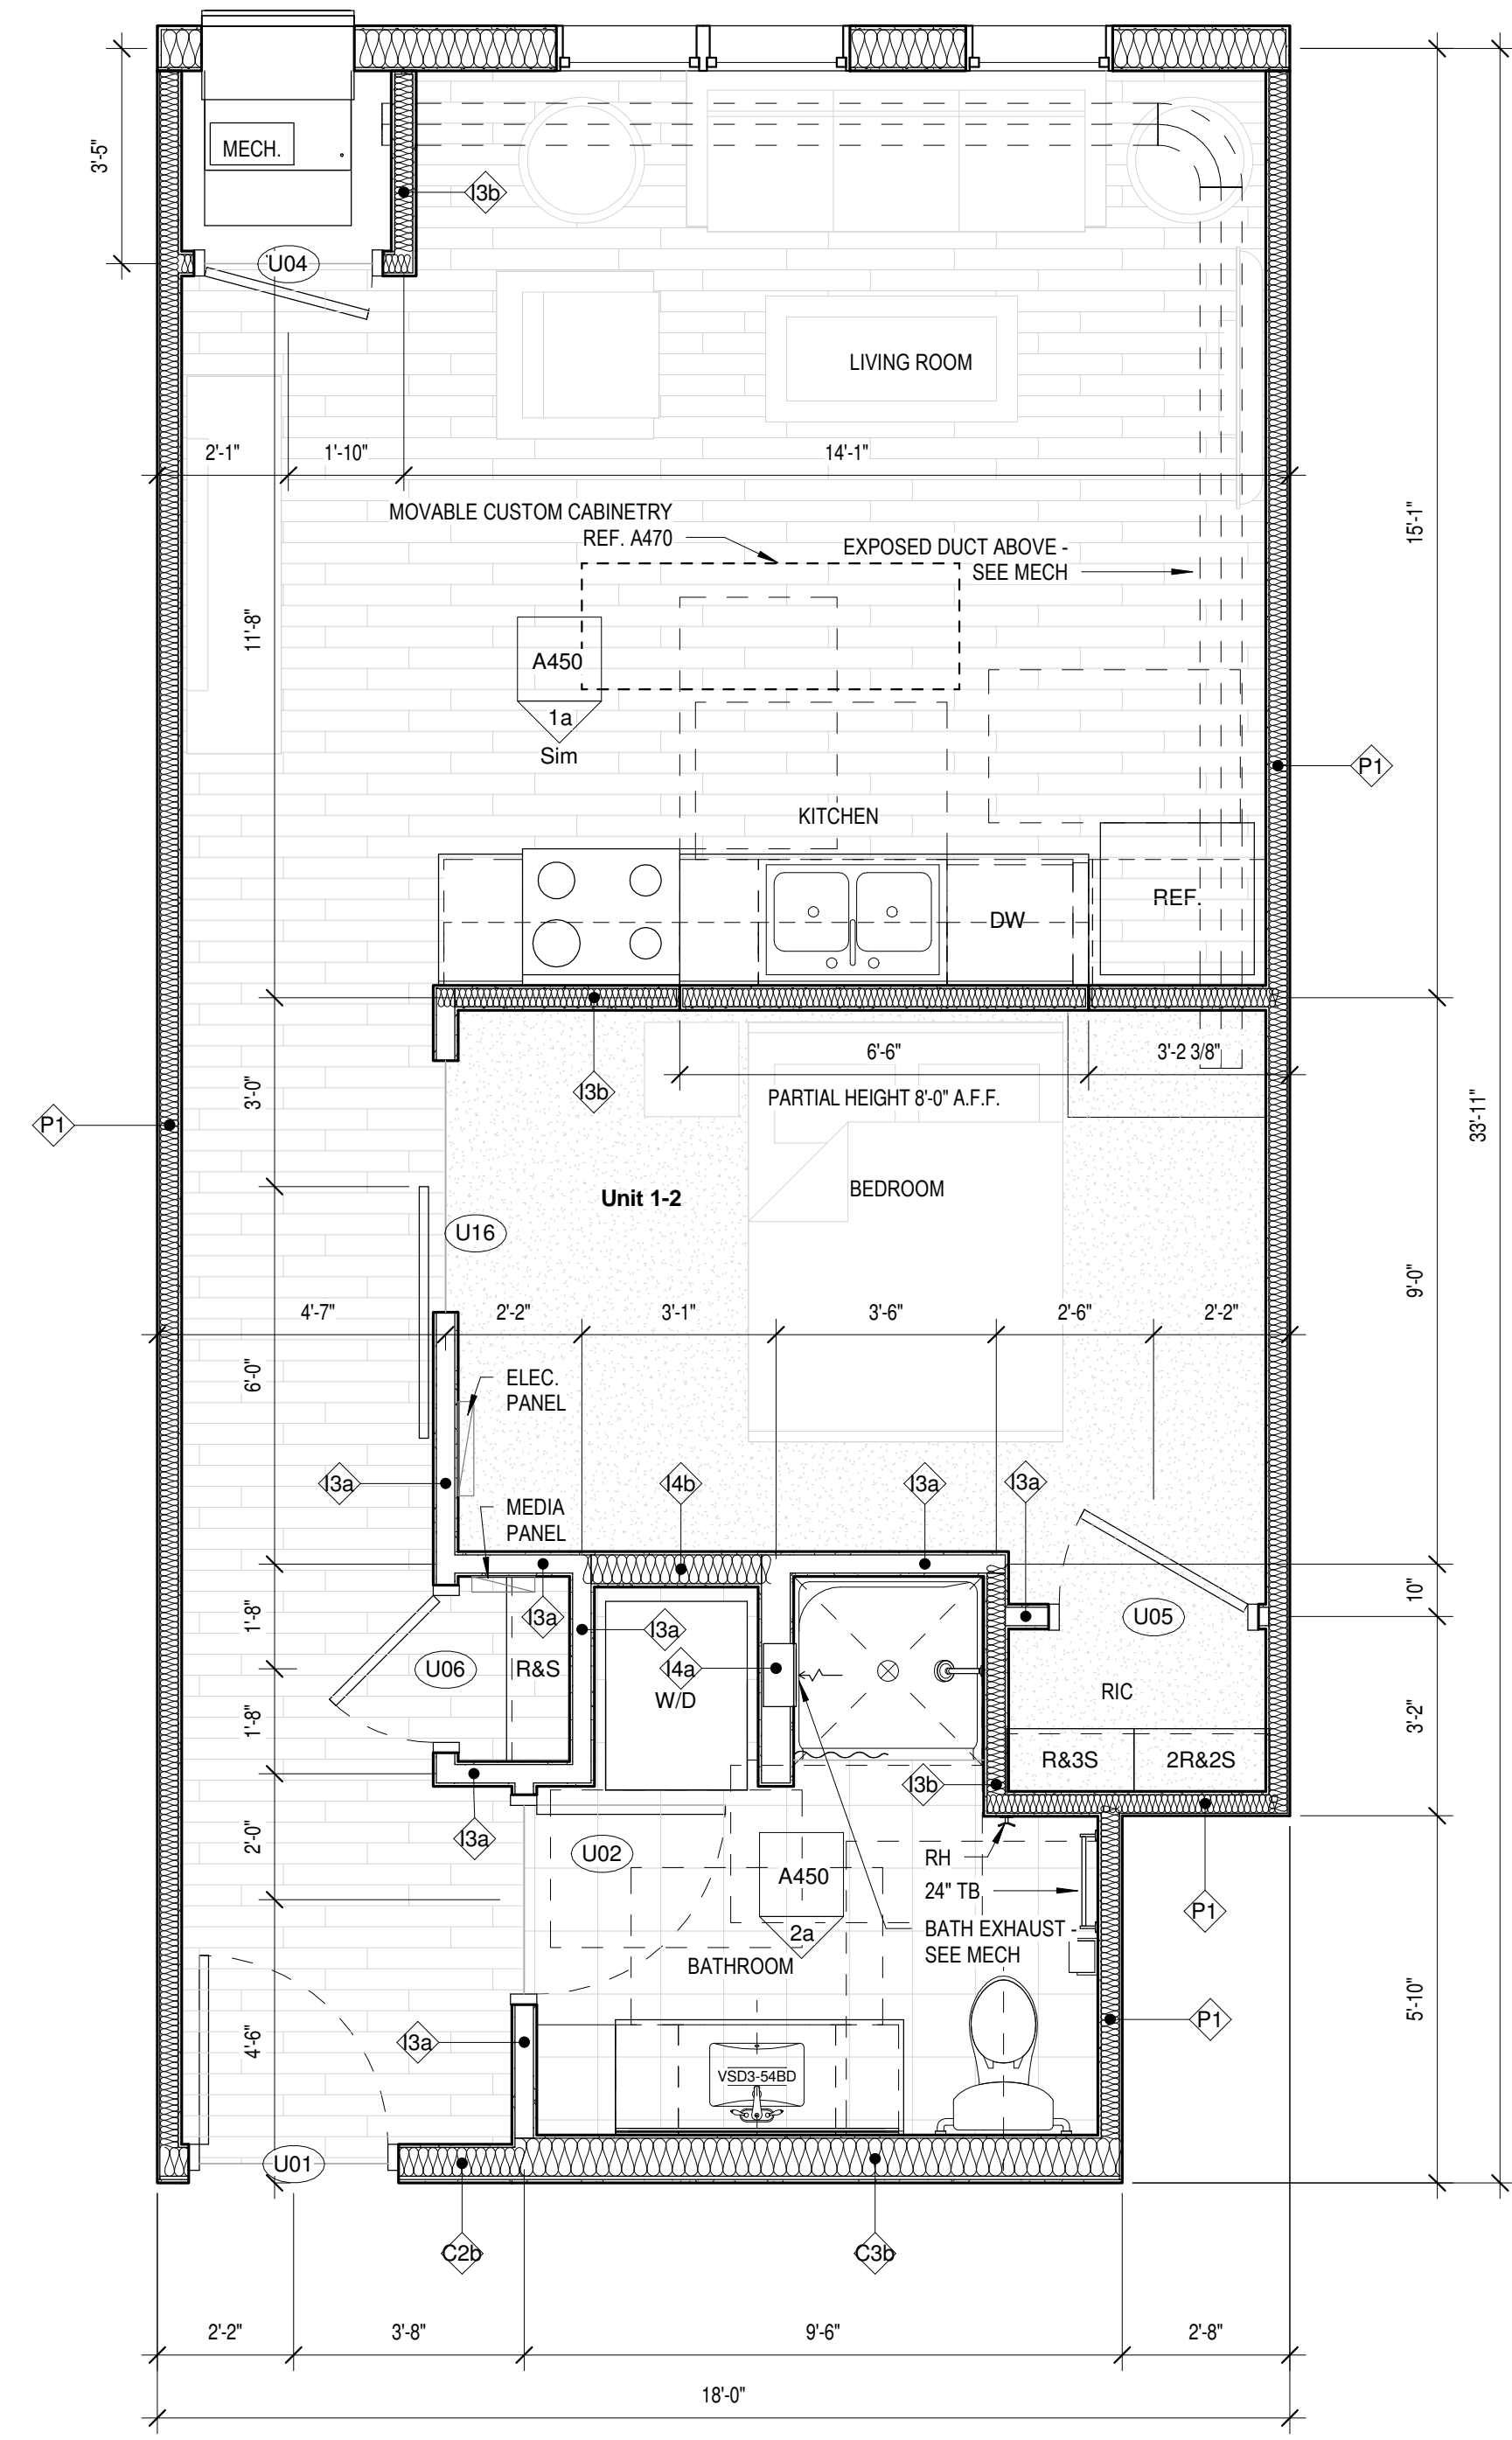 3'-5"
MECH.
I3b
U04
LIVING ROOM
2'-1"
1'-10"
14'-1"
MOVABLE CUSTOM CABINETRY
REF. A470
EXPOSED DUCT ABOVE -
SEE MECH
15'-1"
11'-8"
A450
1a
Sim
P1
KITCHEN
REF.
DW
33'-11"
3'-0"
6'-6"
3'-2 3/8"
I3b
PARTIAL HEIGHT 8'-0" A.F.F.
P1
BEDROOM
Unit 1-2
U16
9'-0"
4'-7"
2'-2"
3'-1"
3'-6"
2'-6"
2'-2"
6'-0"
ELEC.
PANEL
I3a
I4b
I3a
I3a
MEDIA
PANEL
10"
1'-8"
I3a
I3a
U05
U06
R&S
I4a
W/D
RIC
3'-2"
1'-8"
R&3S
2R&2S
I3b
2'-0"
I3a
U02
RH
A450
24" TB
P1
2a
BATH EXHAUST -
SEE MECH
BATHROOM
5'-10"
4'-6"
I3a
P1
VSD3-54BD
U01
C2b
C3b
2'-2"
3'-8"
9'-6"
2'-8"
18'-0"